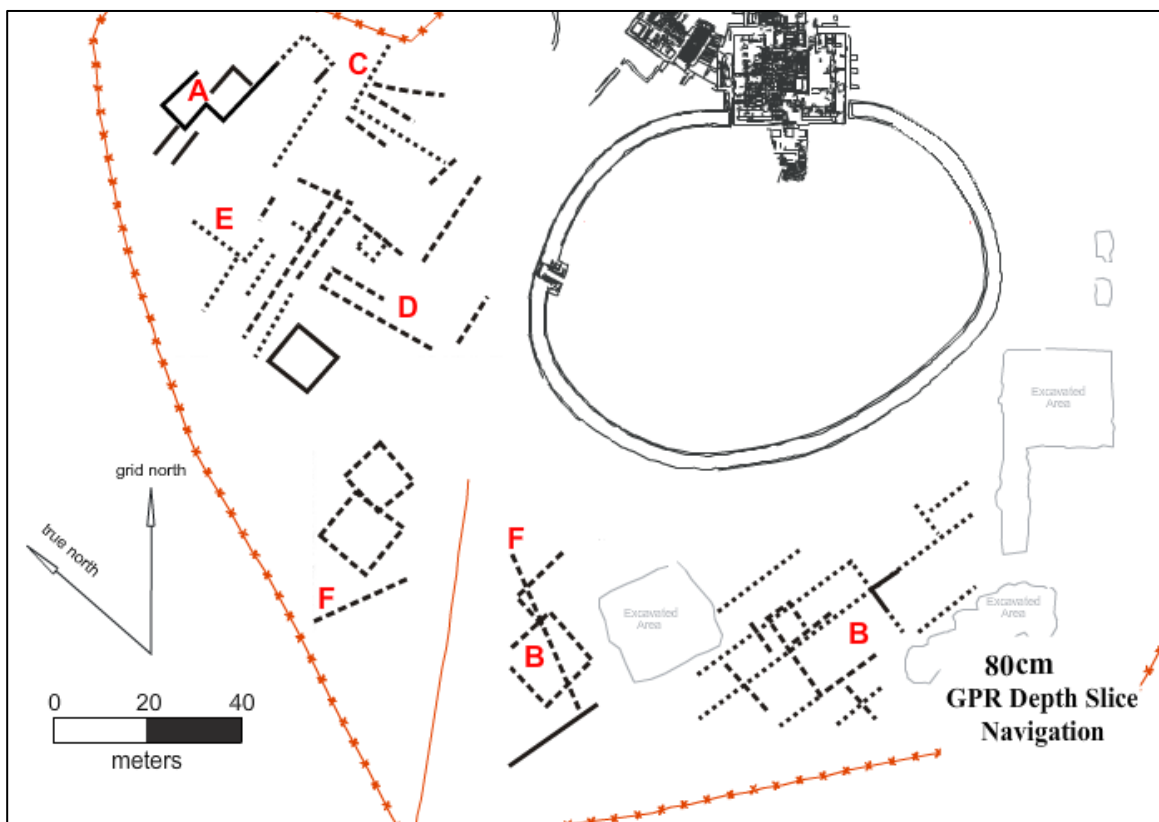 A
C
E
D
grid north
true north
F
F
B
B
Excavated
Area
Excavated
Area
Excavated
Area
0 20 40
meters
80cm
GPR Depth Slice
Navigation